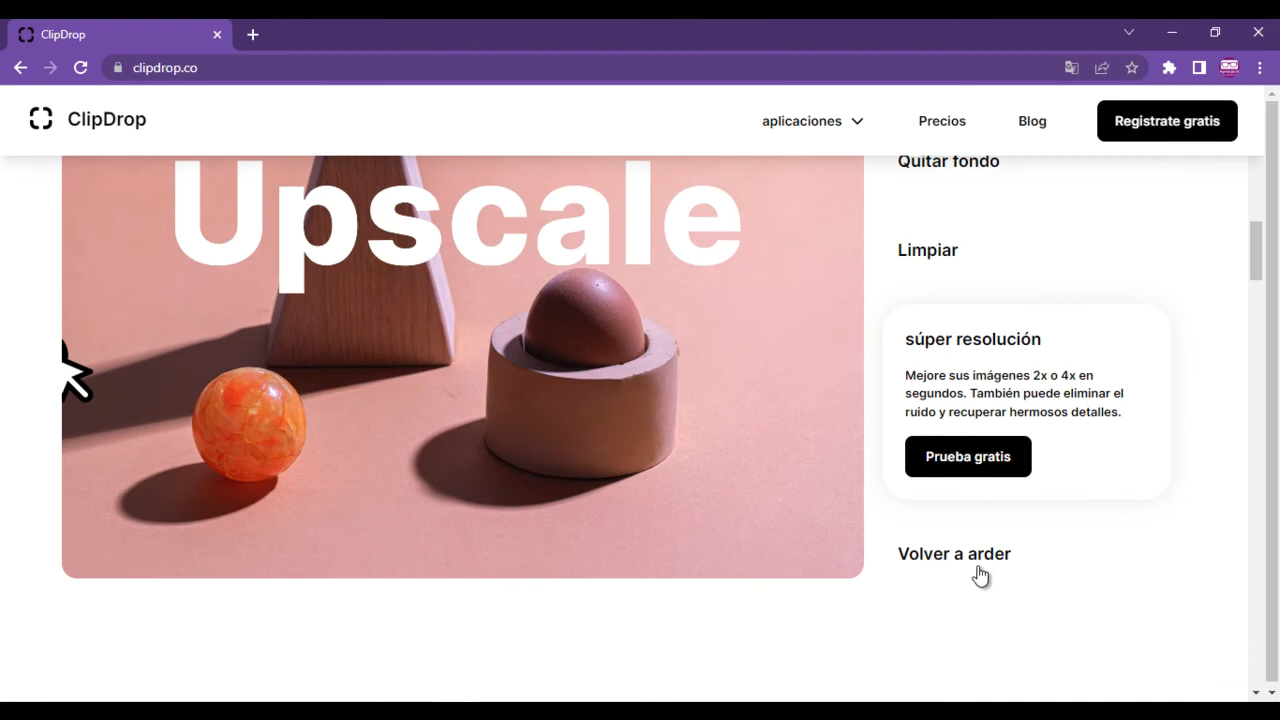 ClipDrop
clipdrop.co
ClipDrop
aplicaciones
Precios
Blog
Registrate gratis
Upscale
Quitar fondo
Limpiar
súper resolución
Mejore sus imágenes 2x o 4x en
segundos. También puede eliminar el
ruido y recuperar hermosos detalles.
Prueba gratis
Volver a arder